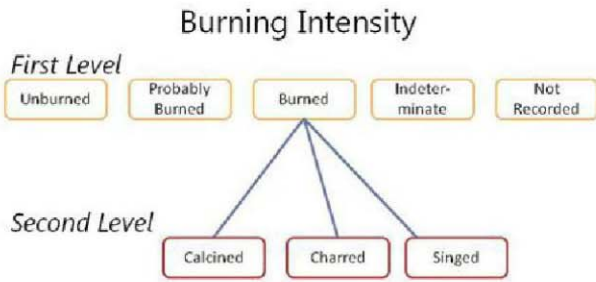 Burning Intensity
First Level
Unburned
Probably
Burned
Burned
Indeter-
minate
Not
Recorded
Second Level
Calcined
Charred
Singed